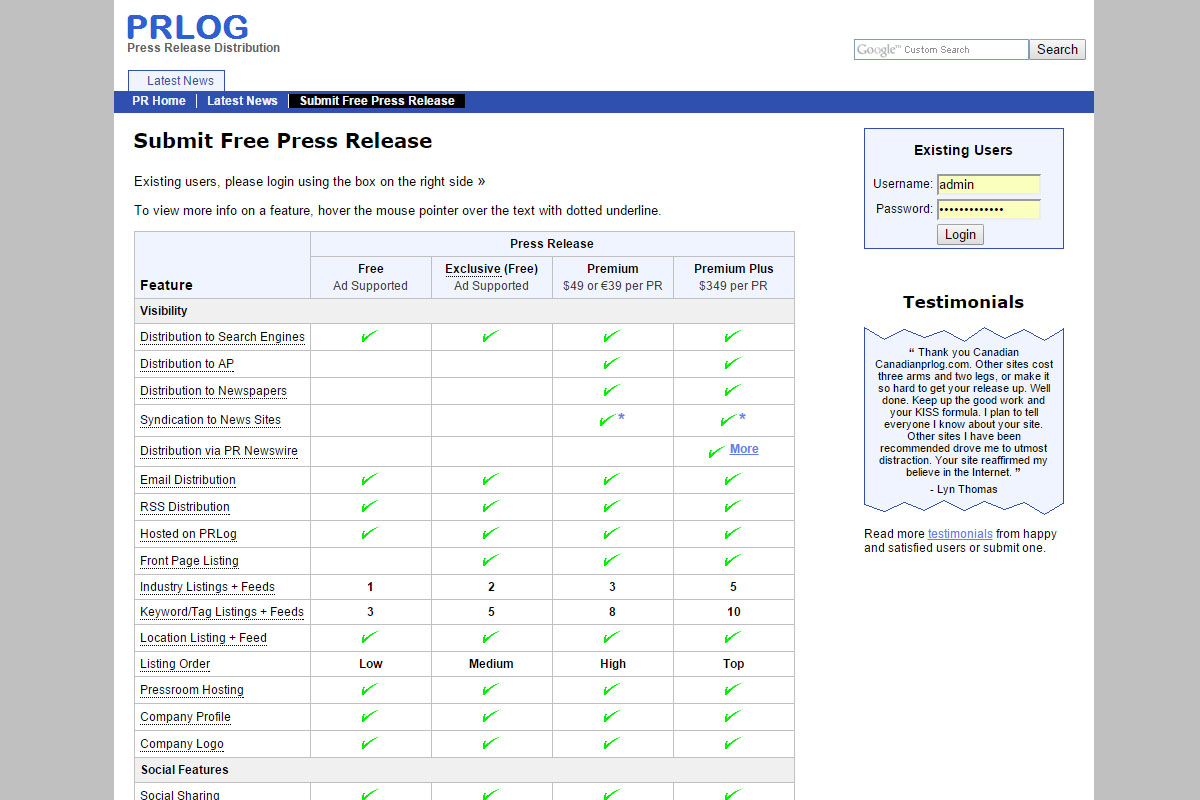 PRLOG
Press Release Distribution
Google™ Custom Search
Search
Latest News
PR Home
Latest News
Submit Free Press Release
Submit Free Press Release
Existing users, please login using the box on the right side »
To view more info on a feature, hover the mouse pointer over the text with dotted underline.
Feature
Press Release
Free
Ad Supported
Exclusive (Free)
Ad Supported
Premium
$49 or €39 per PR
Premium Plus
$349 per PR
Visibility
Distribution to Search Engines
Distribution to AP
Distribution to Newspapers
Syndication to News Sites * *
Distribution via PR Newswire More
Email Distribution
RSS Distribution
Hosted on PRLog
Front Page Listing
Industry Listings + Feeds 1 2 3 5
Keyword/Tag Listings + Feeds 3 5 8 10
Location Listing + Feed
Listing Order Low Medium High Top
Pressroom Hosting
Company Profile
Company Logo
Social Features
Social Sharing
Existing Users
Username: admin
Password: •••••••••••••
Login
Testimonials
“ Thank you Canadian
Canadianprlog.com. Other sites cost
three arms and two legs, or make it
so hard to get your release up. Well
done. Keep up the good work and
your KISS formula. I plan to tell
everyone I know about your site.
Other sites I have been
recommended drove me to utmost
distraction. Your site reaffirmed my
believe in the Internet. ”
- Lyn Thomas
Read more testimonials from happy
and satisfied users or submit one.